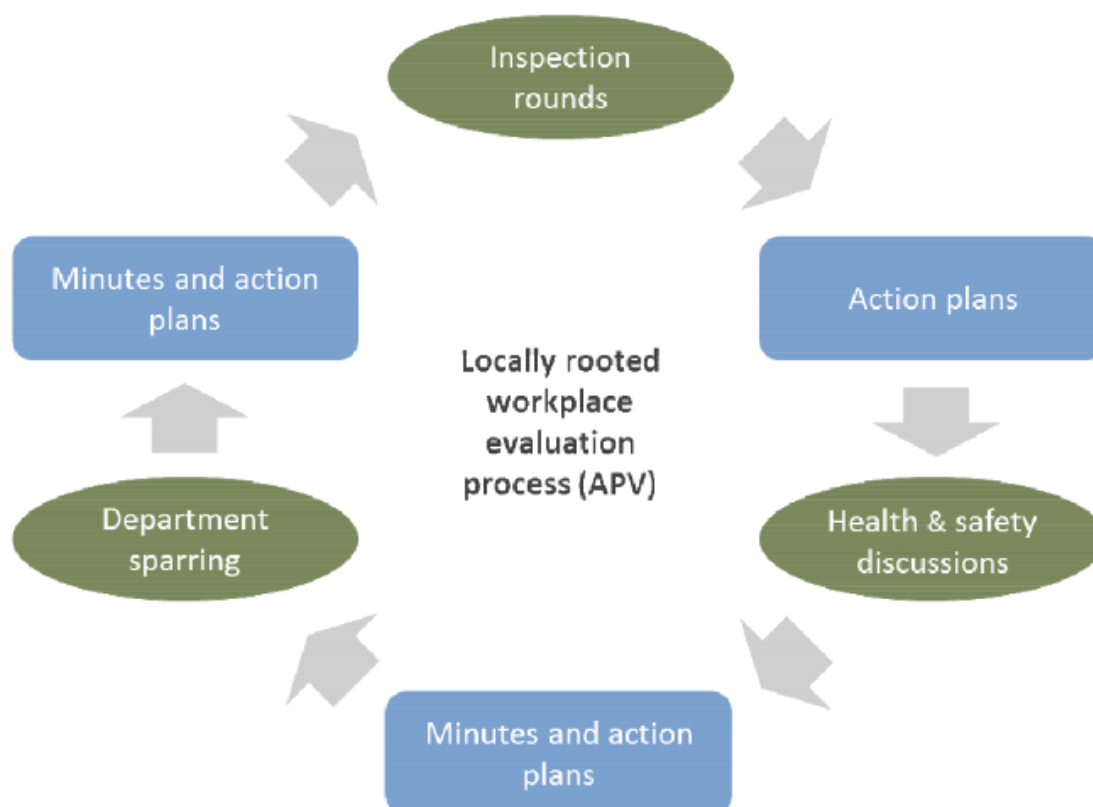 Inspection
rounds
Action plans
Health & safety
discussions
Minutes and action
plans
Department
sparring
Minutes and action
plans
Locally rooted
workplace
evaluation
process (APV)